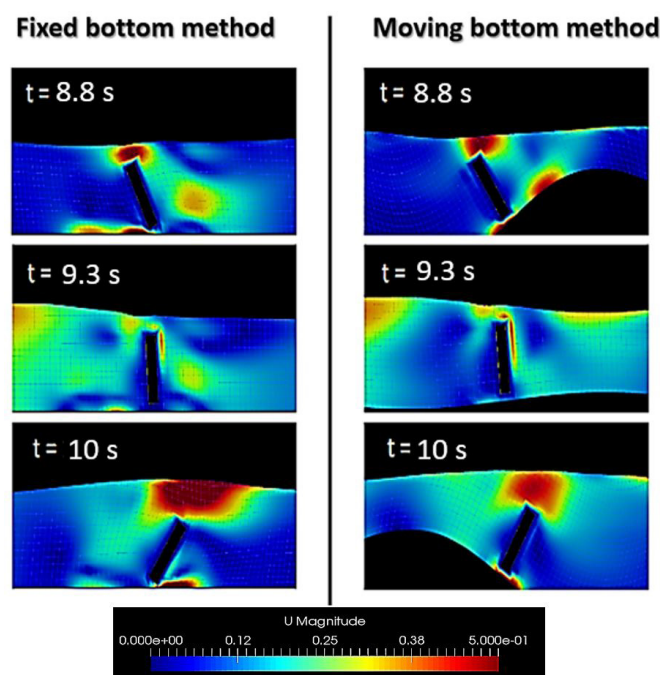 Fixed bottom method
Moving bottom method
t = 8.8 s
t = 8.8 s
t = 9.3 s
t = 9.3 s
t = 10 s
t = 10 s
U Magnitude
0.000e+00 0.12 0.25 0.38 5.000e-01